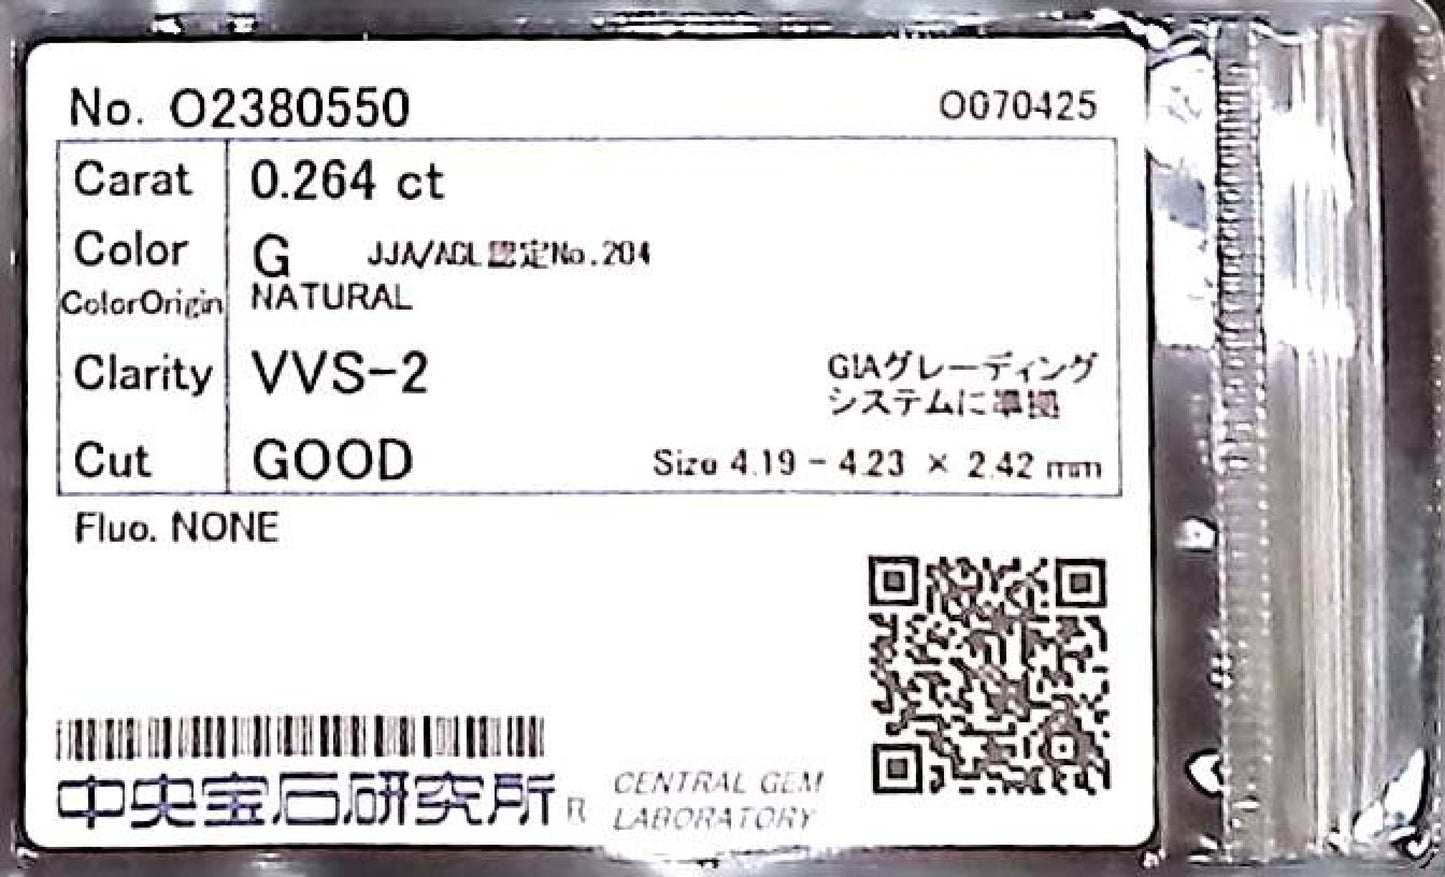 No. O2380550 O070425
Carat 0.264 ct
Color G JJA/AGL認定No.204
ColorOrigin NATURAL
Clarity VVS-2 GIAグレーディング
システムに準拠
Cut GOOD Size 4.19 - 4.23 × 2.42 mm
Fluo. NONE
中央宝石研究所 R CENTRAL GEM
LABORATORY